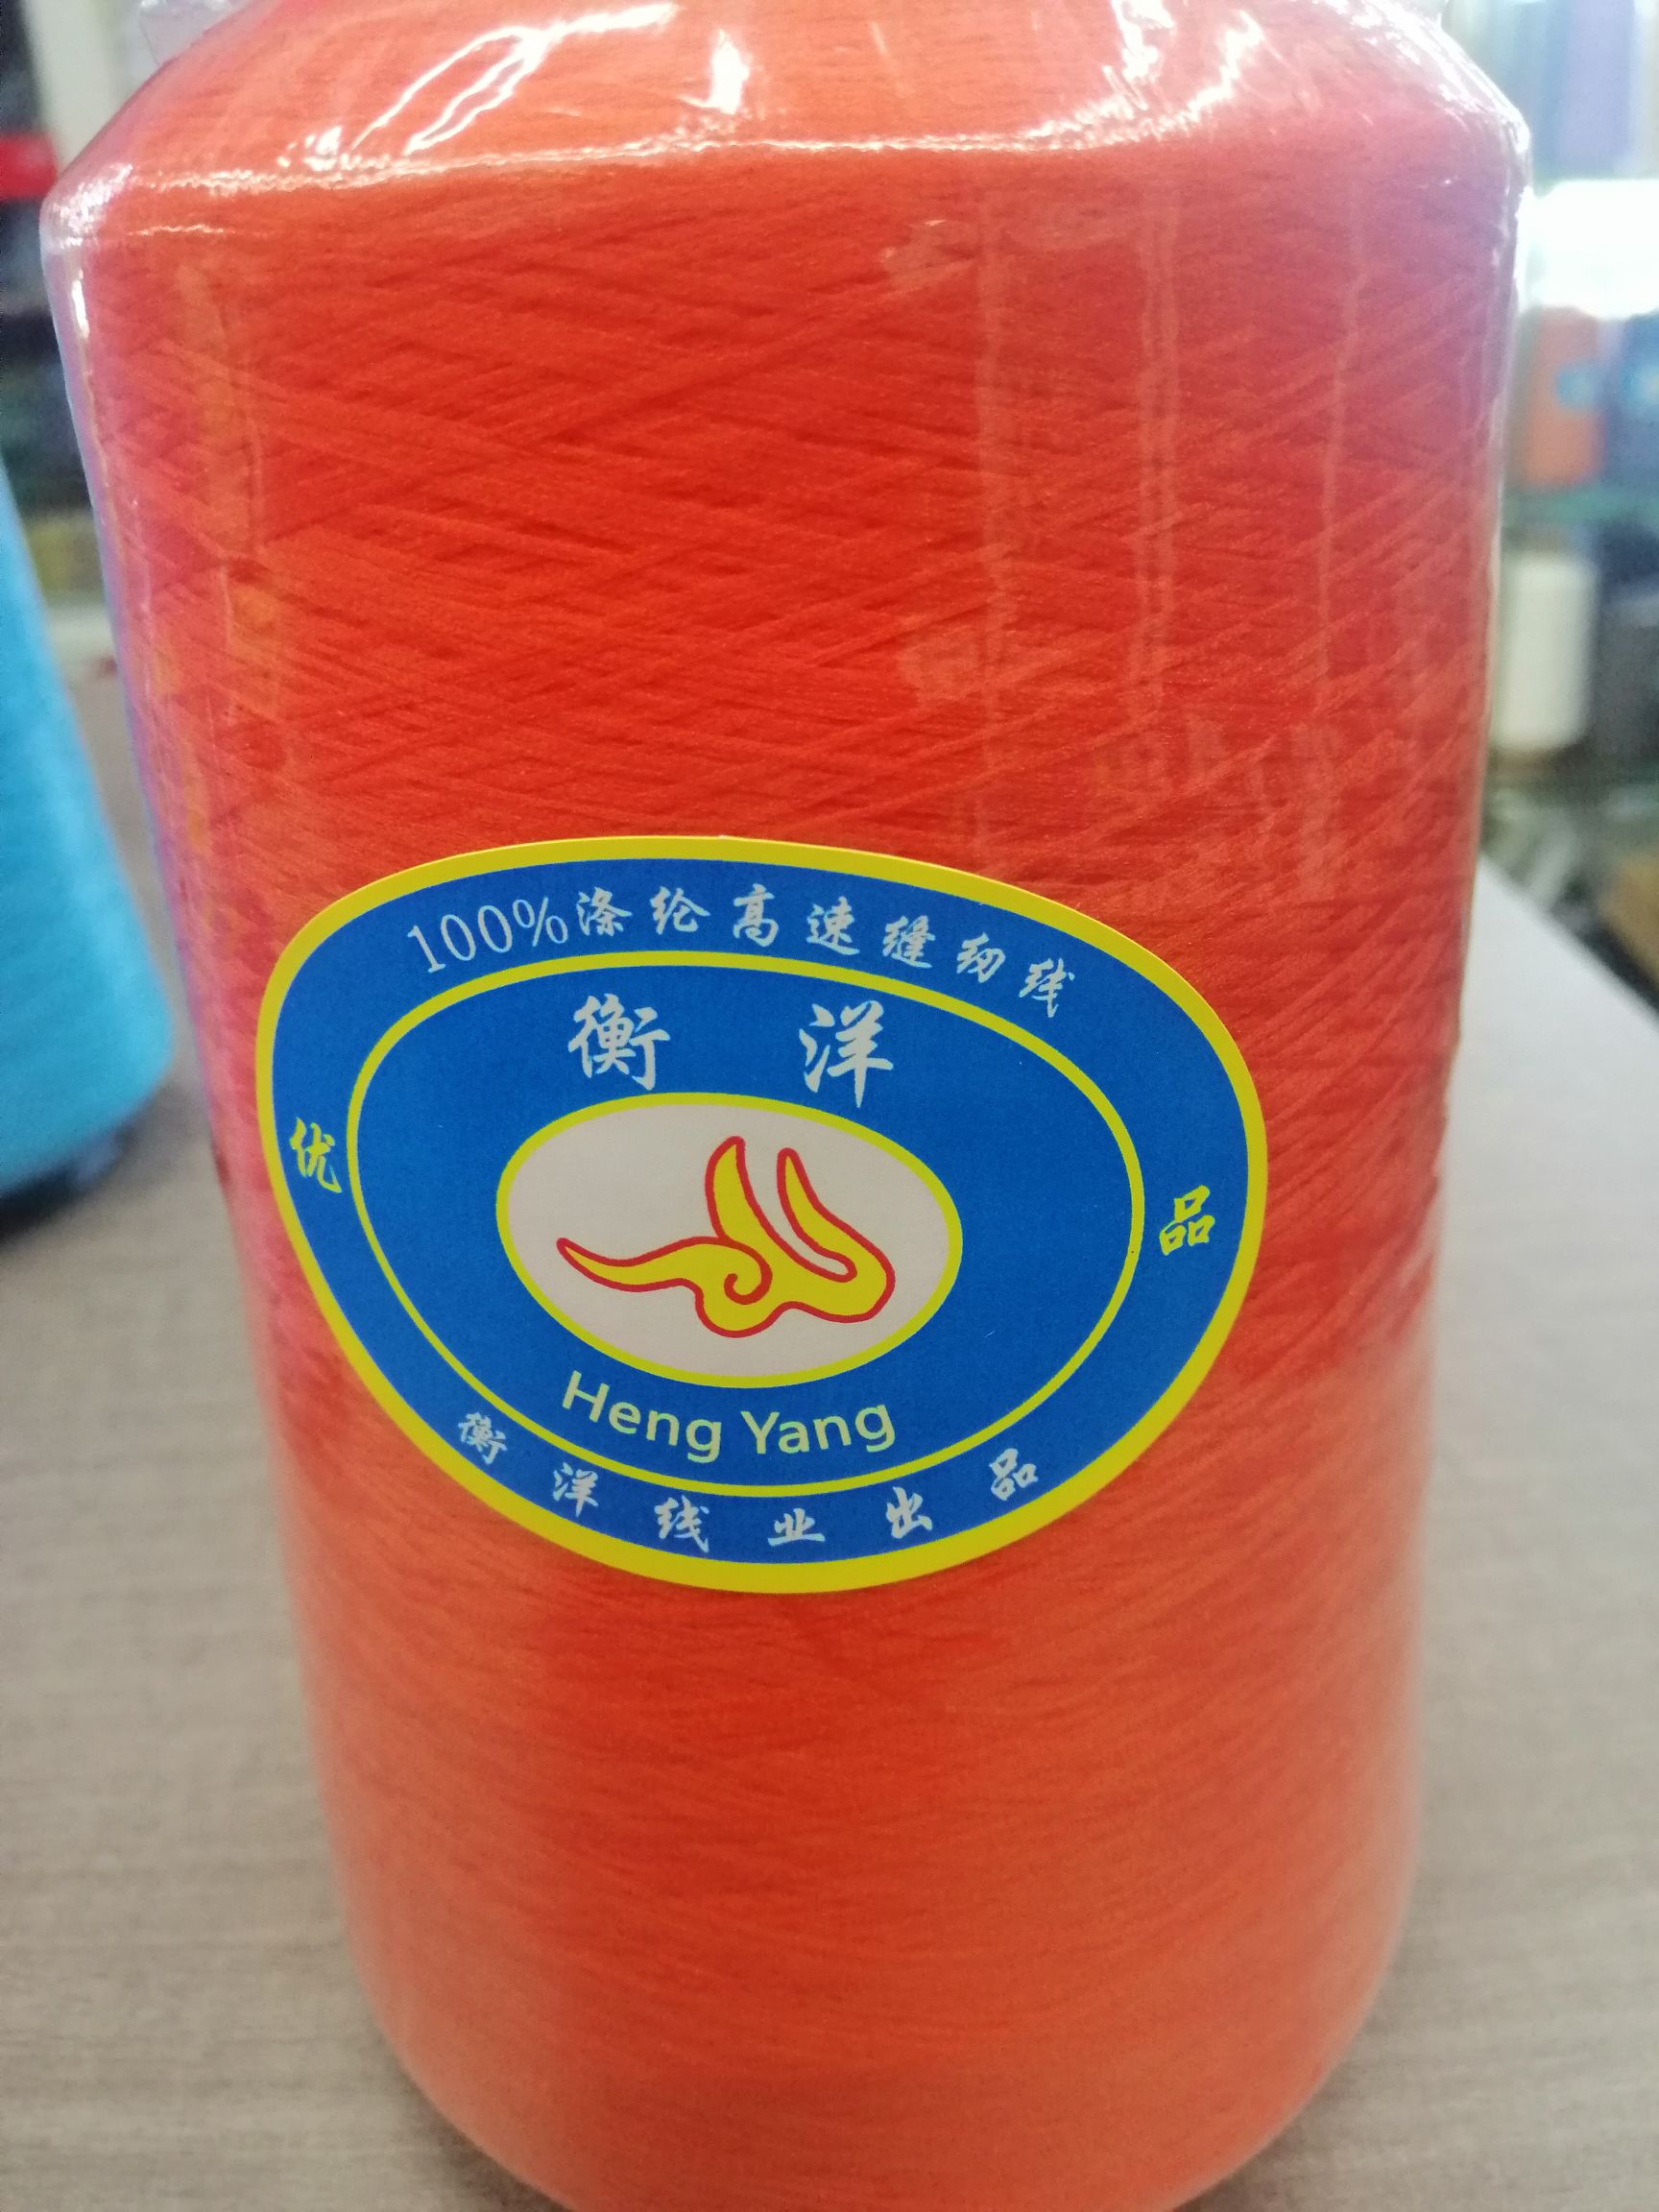 100%涤纶高速缝纫线
衡洋
优品
Heng Yang
衡洋线业出品